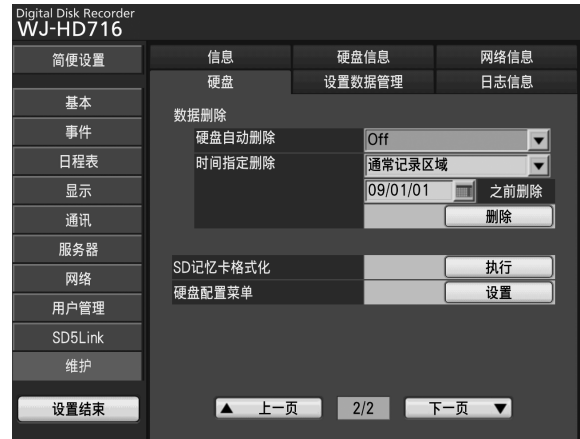 Digital Disk Recorder
WJ-HD716
简便设置
基本
事件
日程表
显示
通讯
服务器
网络
用户管理
SD5Link
维护
设置结束
信息 硬盘信息 网络信息
硬盘 设置数据管理 日志信息
数据删除
硬盘自动删除 Off
时间指定删除 通常记录区域
09/01/01 之前删除
删除
SD记忆卡格式化 执行
硬盘配置菜单 设置
▲ 上一页 2/2 下一页 ▼